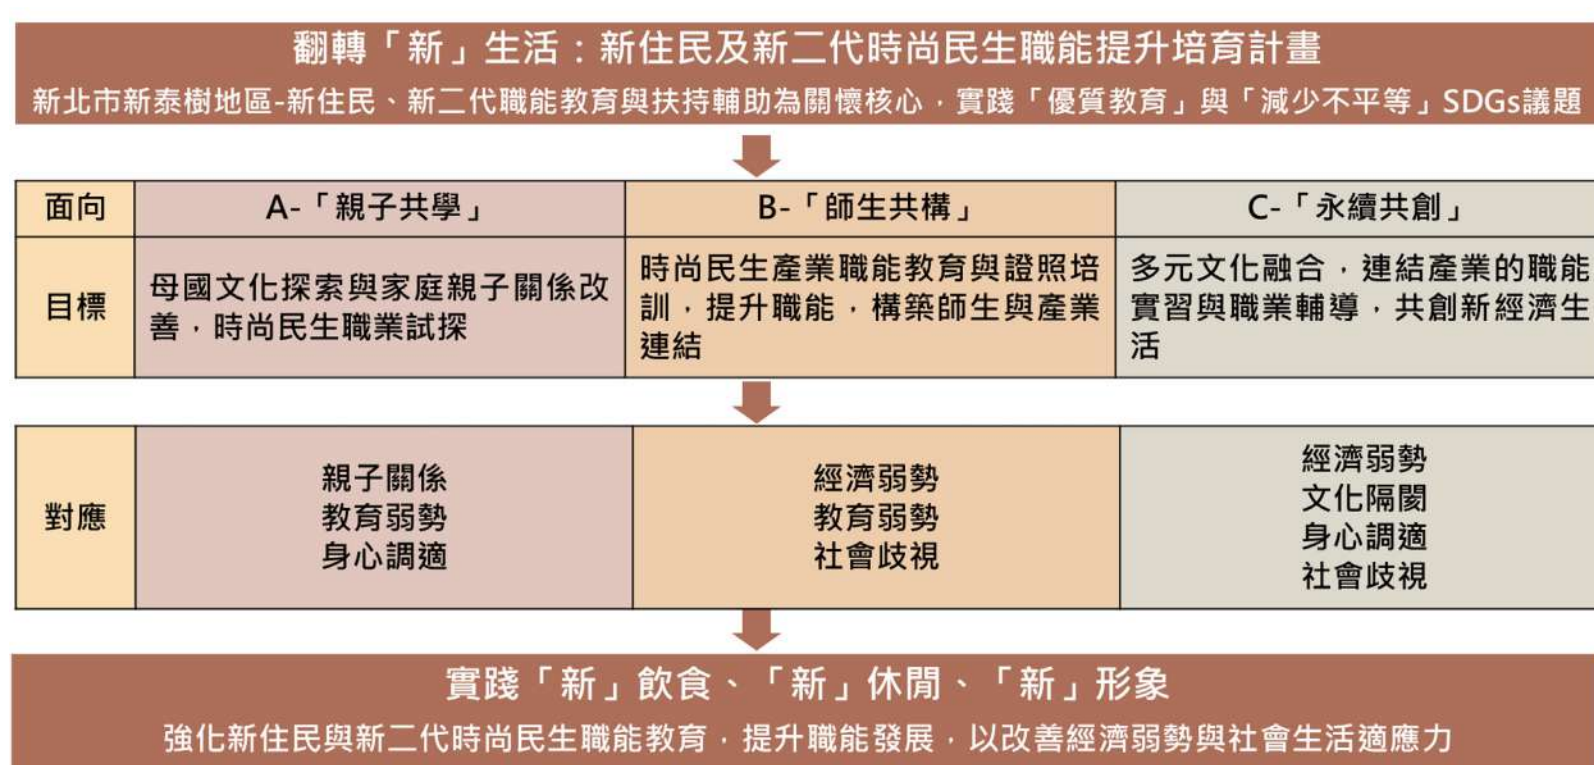 翻轉「新」生活：新住民及新二代時尚民生職能提升培育計畫
新北市新泰樹地區-新住民、新二代職能教育與扶持輔助為關懷核心，實踐「優質教育」與「減少不平等」SDGs議題
面向
A-「親子共學」
B-「師生共構」
C-「永續共創」
目標
母國文化探索與家庭親子關係改
善，時尚民生職業試探
時尚民生產業職能教育與證照培
訓，提升職能，構築師生與產業
連結
多元文化融合，連結產業的職能
實習與職業輔導，共創新經濟生
活
對應
親子關係
教育弱勢
身心調適
經濟弱勢
教育弱勢
社會歧視
經濟弱勢
文化隔閡
身心調適
社會歧視
實踐「新」飲食、「新」休閒、「新」形象
強化新住民與新二代時尚民生職能教育，提升職能發展，以改善經濟弱勢與社會生活適應力